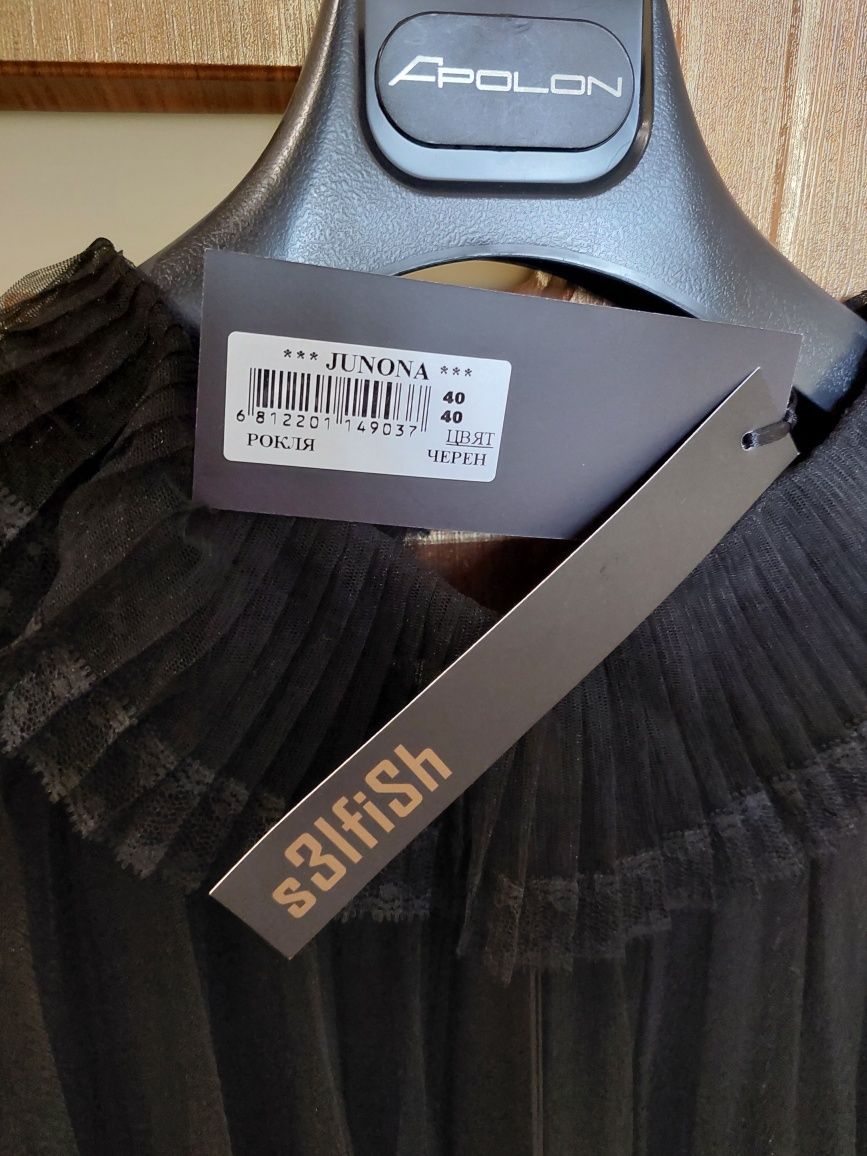 APOLON
*** JUNONA ***
40
40
6 812201 149037
ЦВЯТ
РОКЛЯ
ЧЕРЕН
s3lfiSh